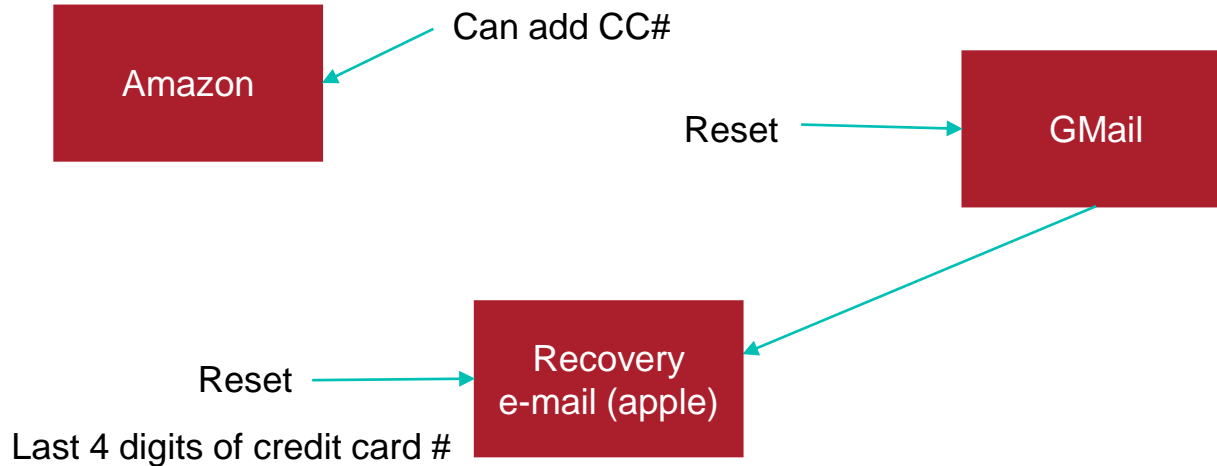 Can add CC#
Amazon
Reset
GMail
Recovery
e-mail (apple)
Reset
Last 4 digits of credit card #